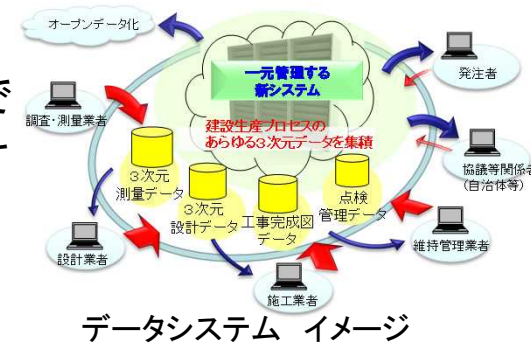 オープンデータ化
一元管理する
新システム
発注者
で
調査・測量業者
建設生産プロセスの
あらゆる3次元データを集積
協議等関係者
(自治体等)
3次元
測量データ
3次元
設計データ
工事完成図
データ
点検
管理データ
設計業者
維持管理業者
施工業者
データシステム イメージ